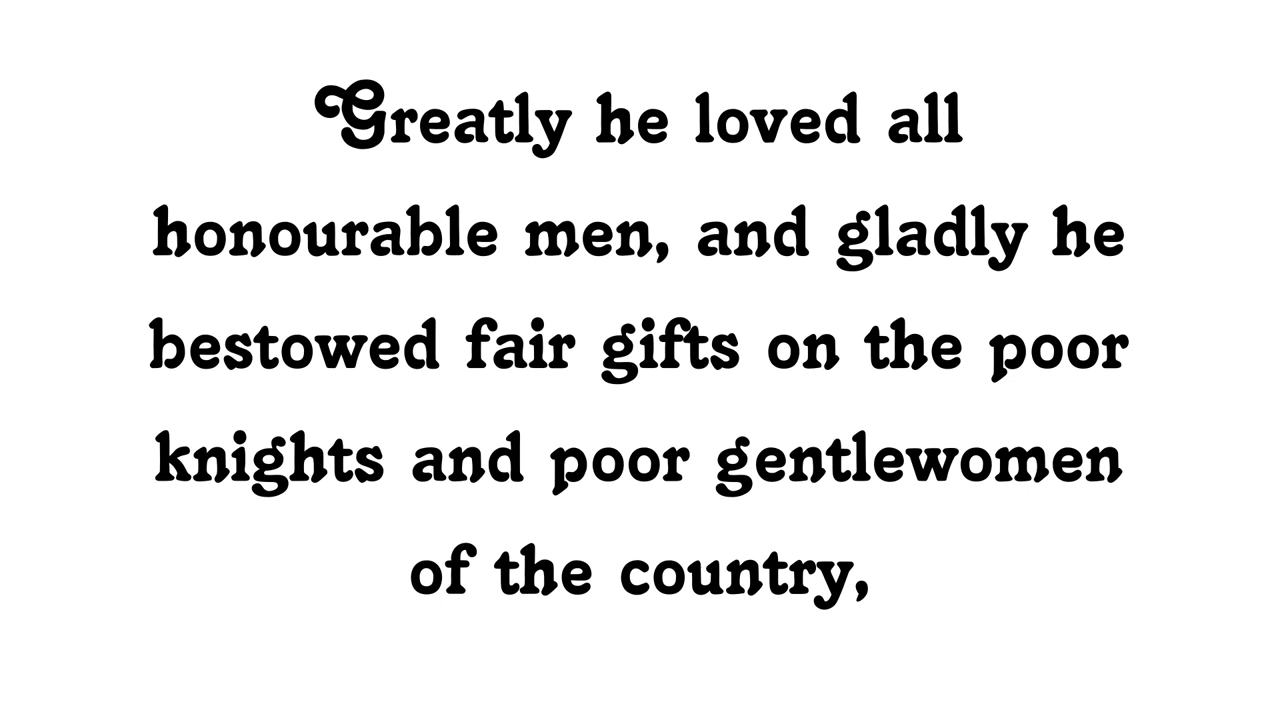 Greatly he loved all
honourable men, and gladly he
bestowed fair gifts on the poor
knights and poor gentlewomen
of the country,